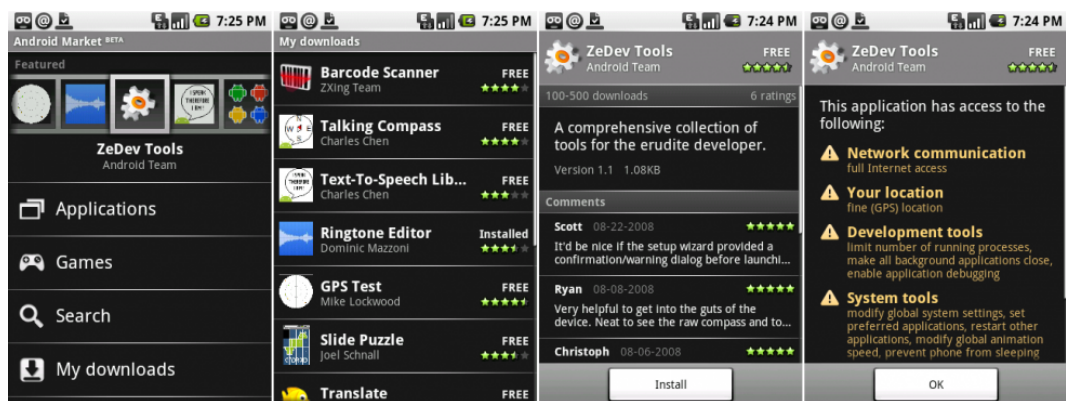 7:25 PM
Android Market BETA
Featured
I SPEAK
THEREFORE
I AM!
ZeDev Tools
Android Team
Applications
Games
Search
My downloads
7:25 PM
My downloads
Barcode Scanner
FREE
ZXing Team
Talking Compass
FREE
Charles Chen
Text-To-Speech Lib...
FREE
Charles Chen
Ringtone Editor
Installed
Dominic Mazzoni
GPS Test
FREE
Mike Lockwood
Slide Puzzle
FREE
Joel Schnall
Translate
FREE
7:24 PM
ZeDev Tools
FREE
Android Team
100-500 downloads
6 ratings
A comprehensive collection of
tools for the erudite developer.
Version 1.1 1.08KB
Comments
Scott 08-22-2008
It'd be nice if the setup wizard provided a
confirmation/warning dialog before launchi...
Ryan 08-08-2008
Very helpful to get into the guts of the
device. Neat to see the raw compass and to...
Christoph 08-06-2008
Install
7:24 PM
ZeDev Tools
FREE
Android Team
This application has access to the
following:
Network communication
full Internet access
Your location
fine (GPS) location
Development tools
limit number of running processes,
make all background applications close,
enable application debugging
System tools
modify global system settings, set
preferred applications, restart other
applications, modify global animation
speed, prevent phone from sleeping
OK